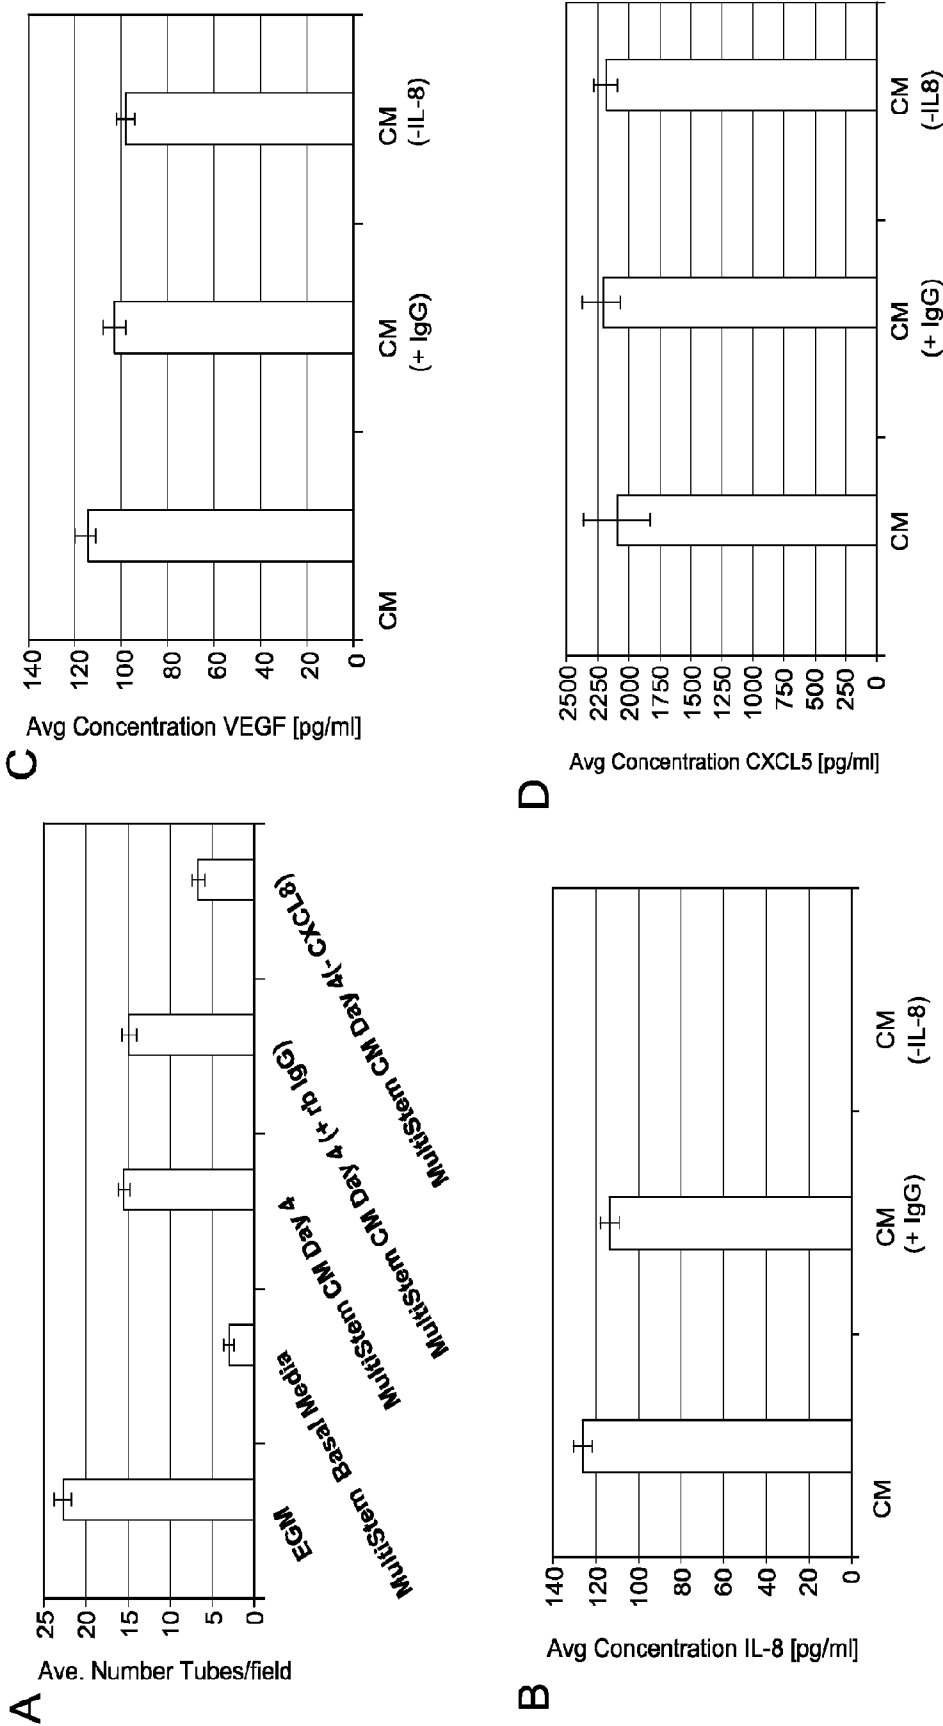 A
Ave. Number Tubes/field
25
20
15
10
5
0
EGM
MultiStem Basal Media
MultiStem CM Day 4
MultiStem CM Day 4 (+ rb IgG)
MultiStem CM Day 4(- CXCL8)
B
Avg Concentration IL-8 [pg/ml]
140
120
100
80
60
40
20
0
CM
CM
(+ IgG)
CM
(-IL-8)
C
Avg Concentration VEGF [pg/ml]
140
120
100
80
60
40
20
0
CM
CM
(+ IgG)
CM
(-IL-8)
D
Avg Concentration CXCL5 [pg/ml]
2500
2250
2000
1750
1500
1250
1000
750
500
250
0
CM
CM
(+ IgG)
CM
(-IL8)